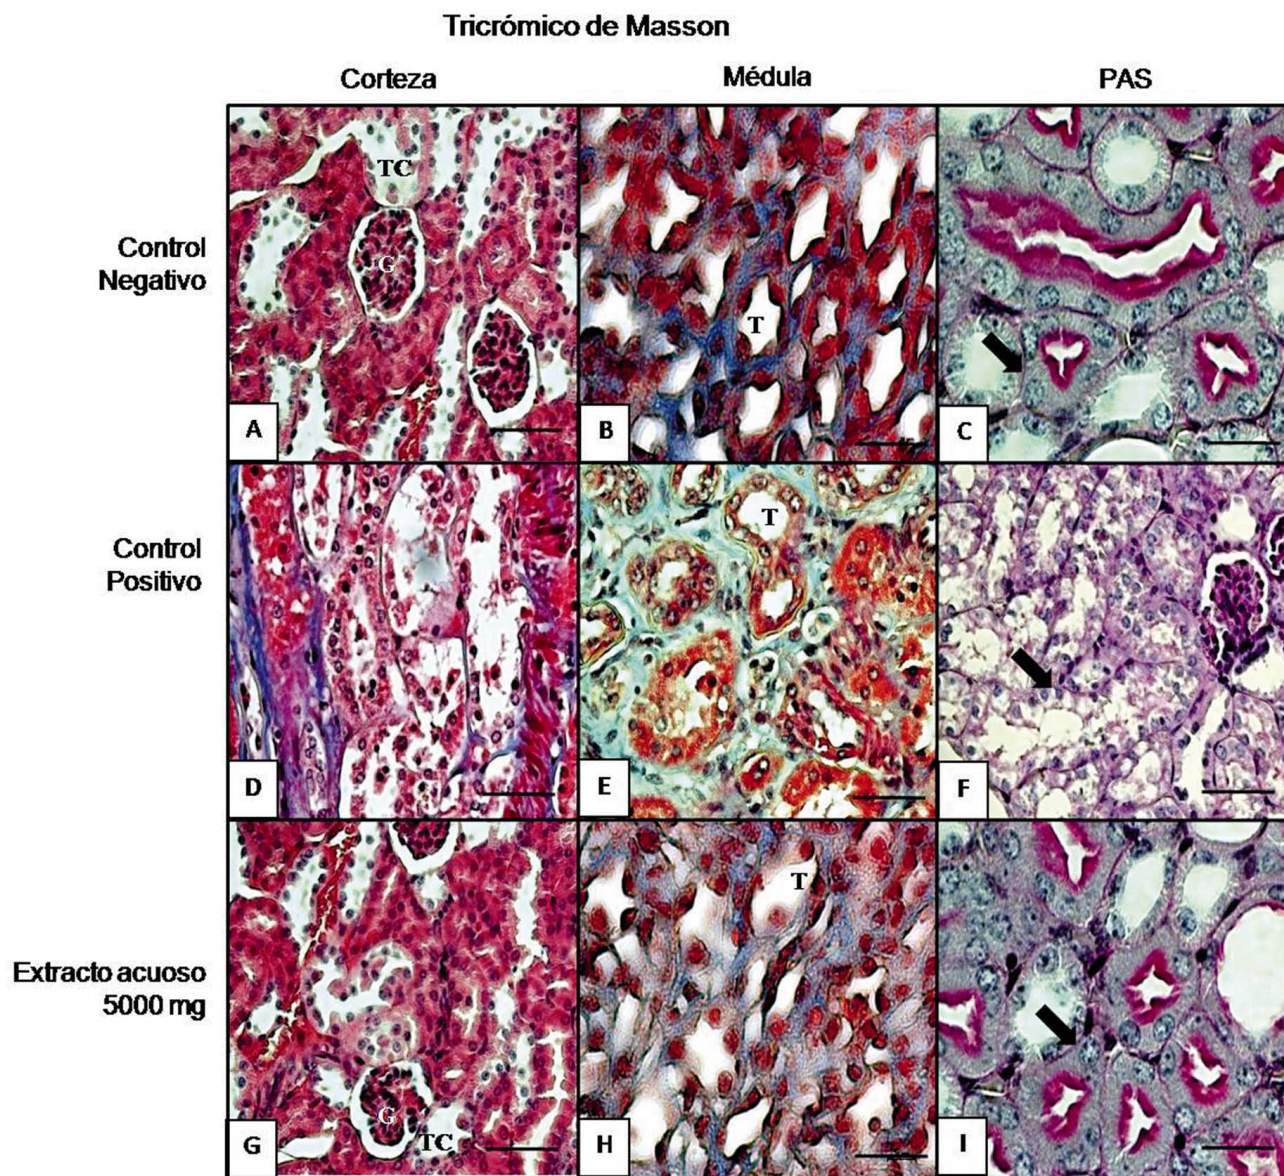 Tricrómico de Masson
Corteza
Médula
PAS
Control
Negativo
TC
G
A
T
B
C
Control
Positivo
D
T
E
F
Extracto acuoso
5000 mg
G
TC
G
T
H
I